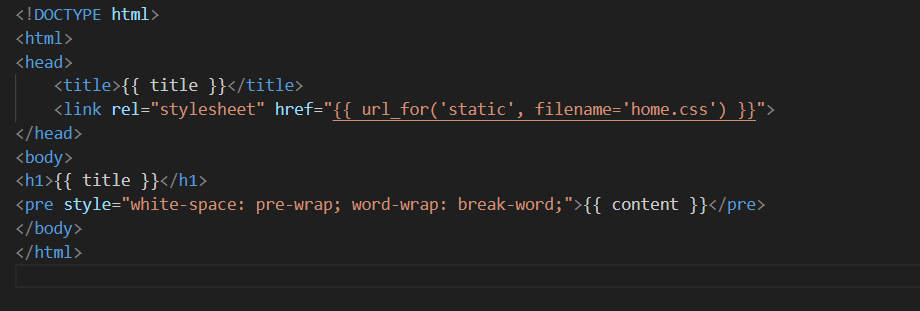 <!DOCTYPE html>
<html>
<head>
    <title>{{ title }}</title>
    <link rel="stylesheet" href="{{ url_for('static', filename='home.css') }}">
</head>
<body>
<h1>{{ title }}</h1>
<pre style="white-space: pre-wrap; word-wrap: break-word;">{{ content }}</pre>
</body>
</html>